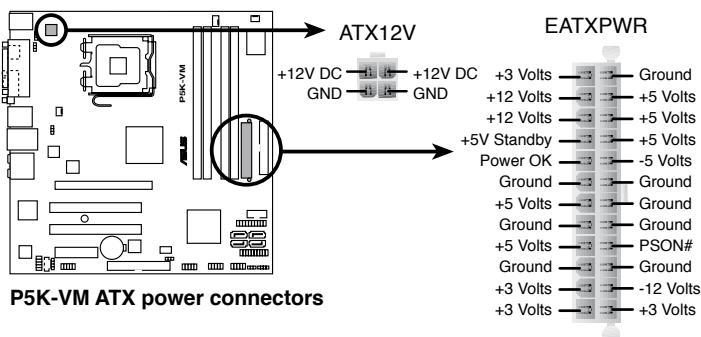 ATX12V
+12V DC +12V DC
GND GND
EATXPWR
+3 Volts Ground
+12 Volts +5 Volts
+12 Volts +5 Volts
+5V Standby +5 Volts
Power OK -5 Volts
Ground Ground
+5 Volts Ground
Ground Ground
+5 Volts PSON#
Ground Ground
+3 Volts -12 Volts
+3 Volts +3 Volts
P5K-VM
ASUS
P5K-VM ATX power connectors